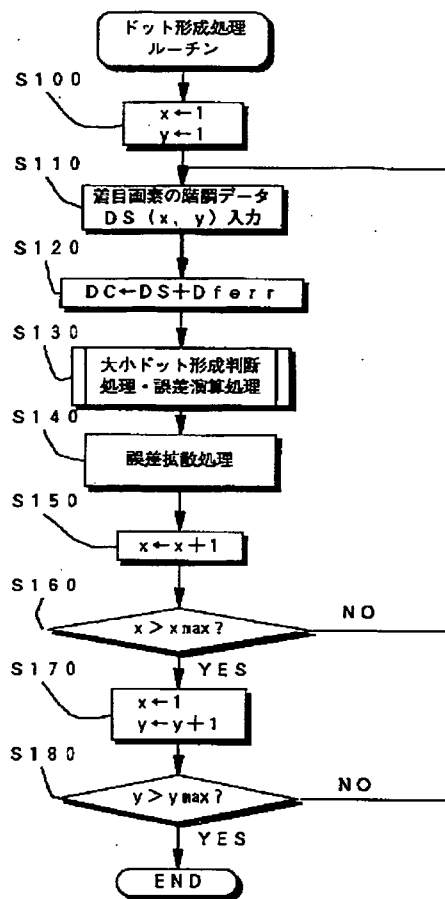 ドット形成処理
ルーチン
S100
x←1
y←1
S110
着目画素の階調データ
DS(x, y)入力
S120
DC←DS+Dferr
S130
大小ドット形成判断
処理・誤差演算処理
S140
誤差拡散処理
S150
x←x+1
S160
x>xmax?
NO
YES
S170
x←1
y←y+1
S180
y>ymax?
NO
YES
END